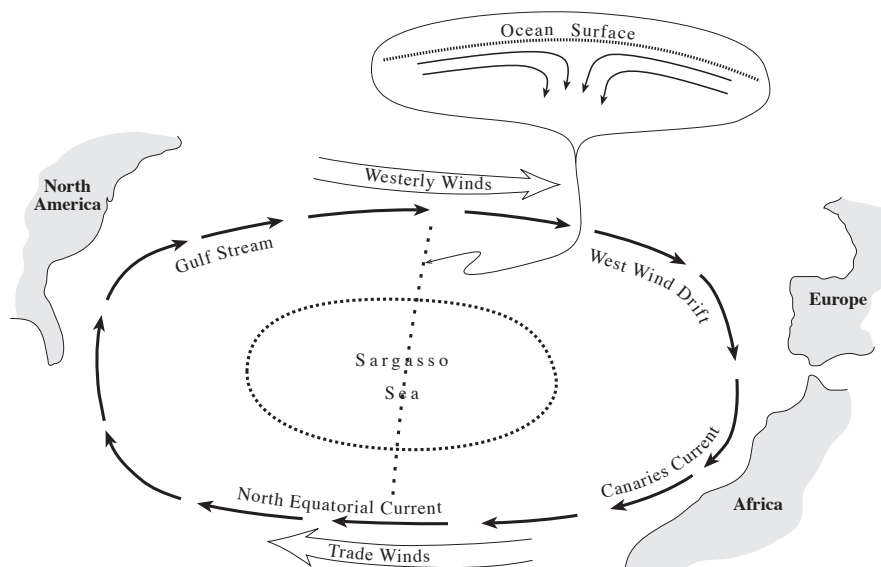 Ocean Surface
Westerly Winds
North
America
Gulf Stream
West Wind Drift
Europe
Sargasso
Sea
Canaries Current
North Equatorial Current
Africa
Trade Winds